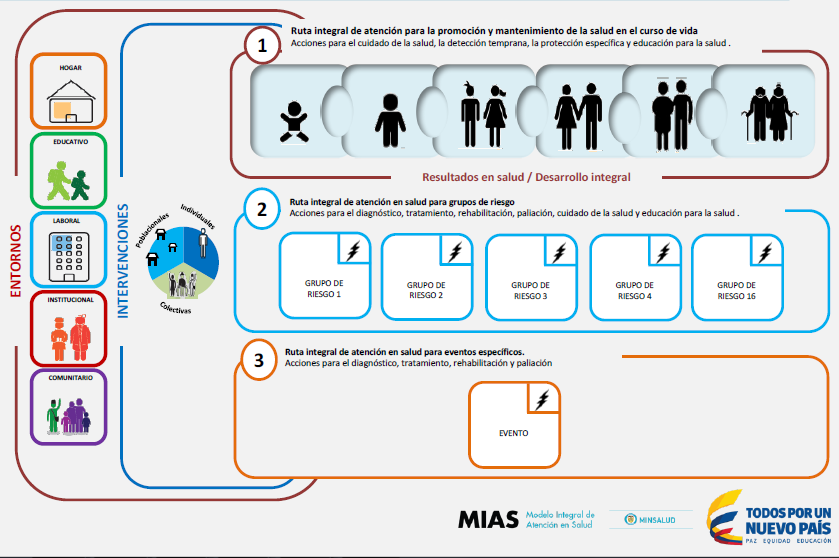 1
Ruta integral de atención para la promoción y mantenimiento de la salud en el curso de vida
Acciones para el cuidado de la salud, la detección temprana, la protección específica y educación para la salud .
Resultados en salud / Desarrollo integral
ENTORNOS
HOGAR
EDUCATIVO
LABORAL
INSTITUCIONAL
COMUNITARIO
INTERVENCIONES
Poblacionales
Individuales
Colectivas
2
Ruta integral de atención en salud para grupos de riesgo
Acciones para el diagnóstico, tratamiento, rehabilitación, paliación, cuidado de la salud y educación para la salud .
GRUPO DE
RIESGO 1
GRUPO DE
RIESGO 2
GRUPO DE
RIESGO 3
GRUPO DE
RIESGO 4
GRUPO DE
RIESGO 16
3
Ruta integral de atención en salud para eventos específicos.
Acciones para el diagnóstico, tratamiento, rehabilitación y paliación
EVENTO
MIAS
Modelo Integral de
Atención en Salud
MINSALUD
TODOS POR UN
NUEVO PAÍS
PAZ EQUIDAD EDUCACIÓN